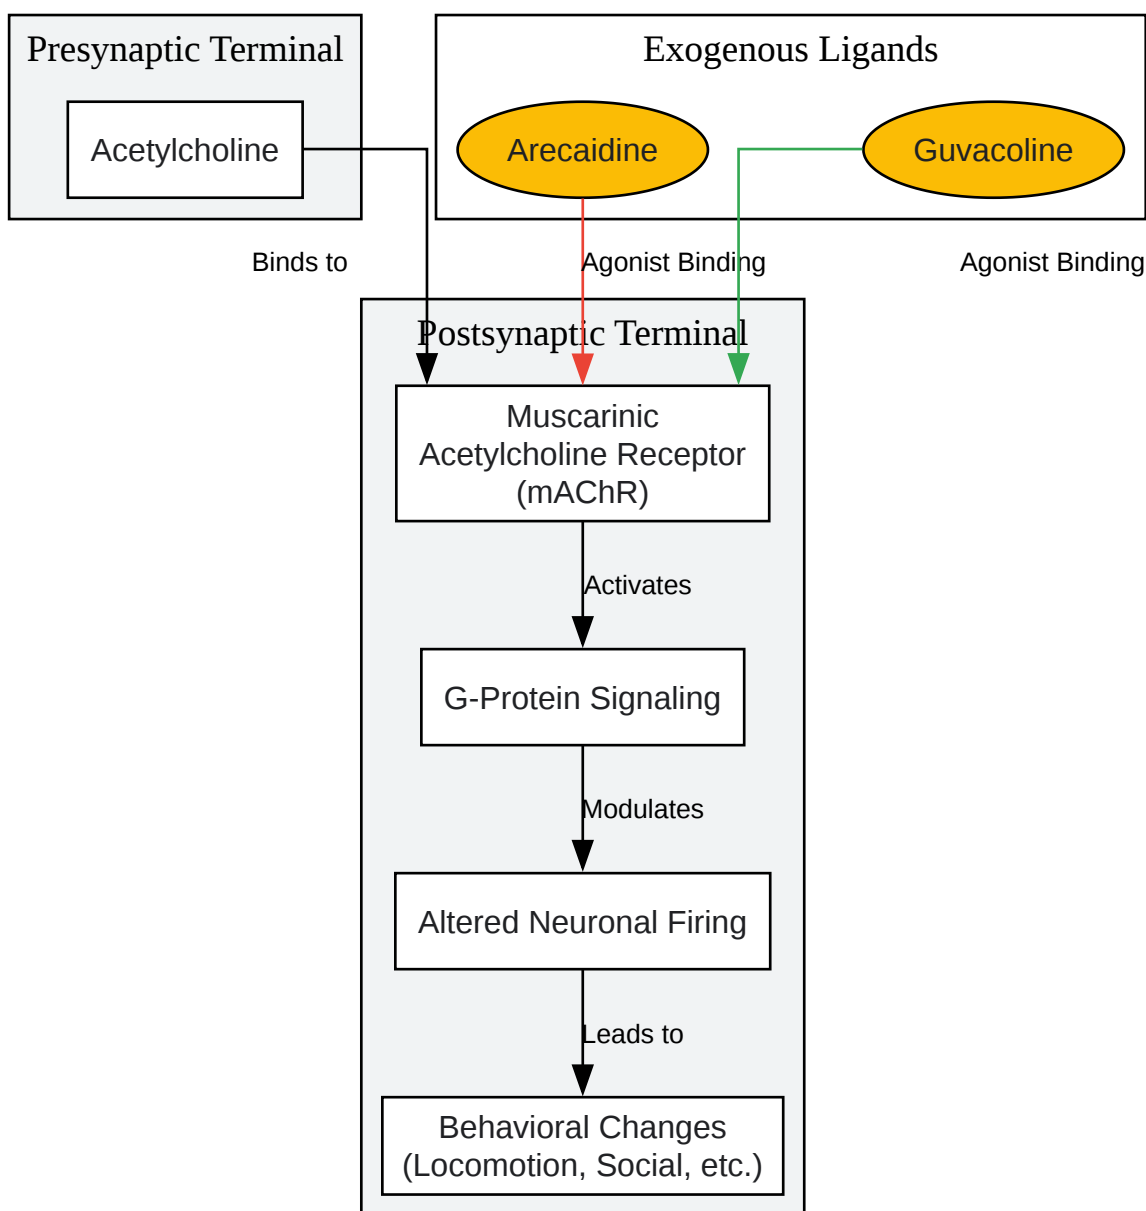 Presynaptic Terminal
Exogenous Ligands
Acetylcholine
Arecaidine
Guvacoline
Binds to
Agonist Binding
Agonist Binding
Postsynaptic Terminal
Muscarinic
Acetylcholine Receptor
(mAChR)
Activates
G-Protein Signaling
Modulates
Altered Neuronal Firing
Leads to
Behavioral Changes
(Locomotion, Social, etc.)